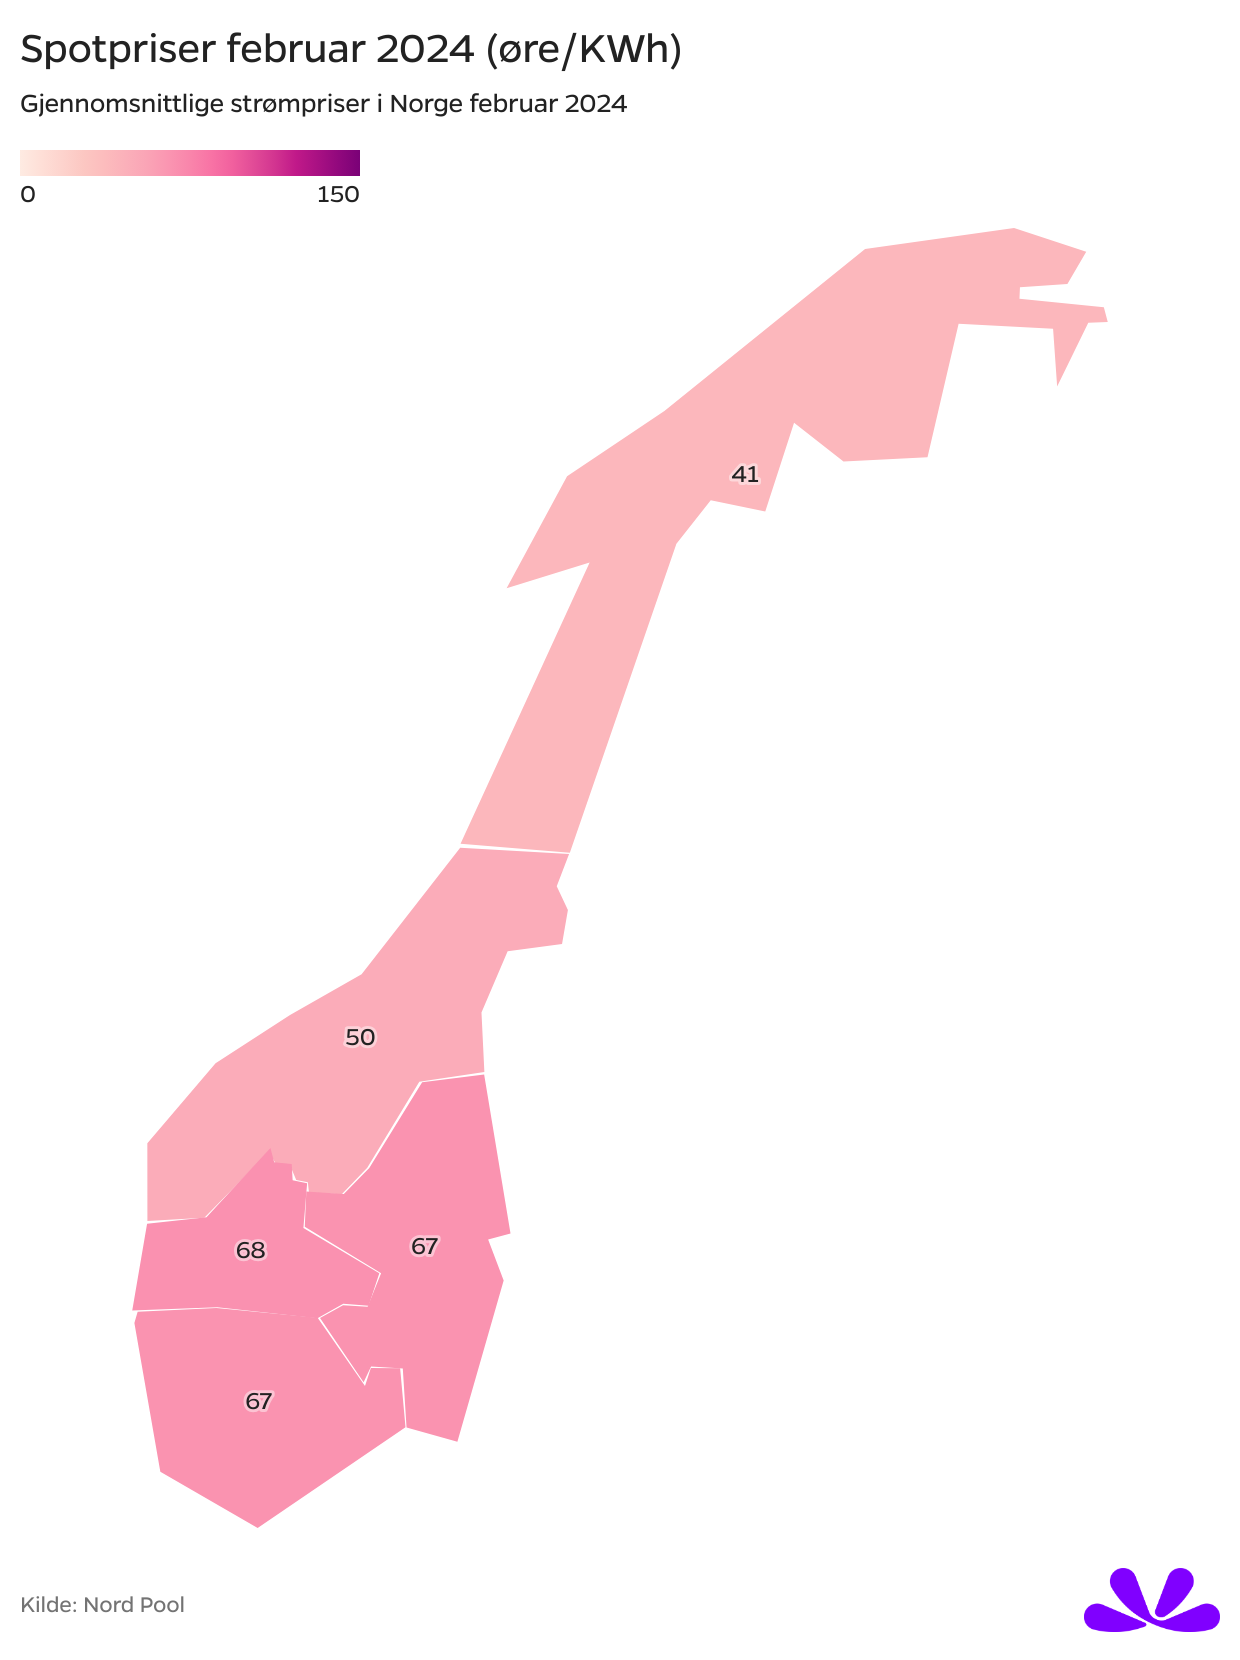 Spotpriser februar 2024 (øre/KWh)
Gjennomsnittlige strømpriser i Norge februar 2024
0 150
41
50
68 67
67
Kilde: Nord Pool